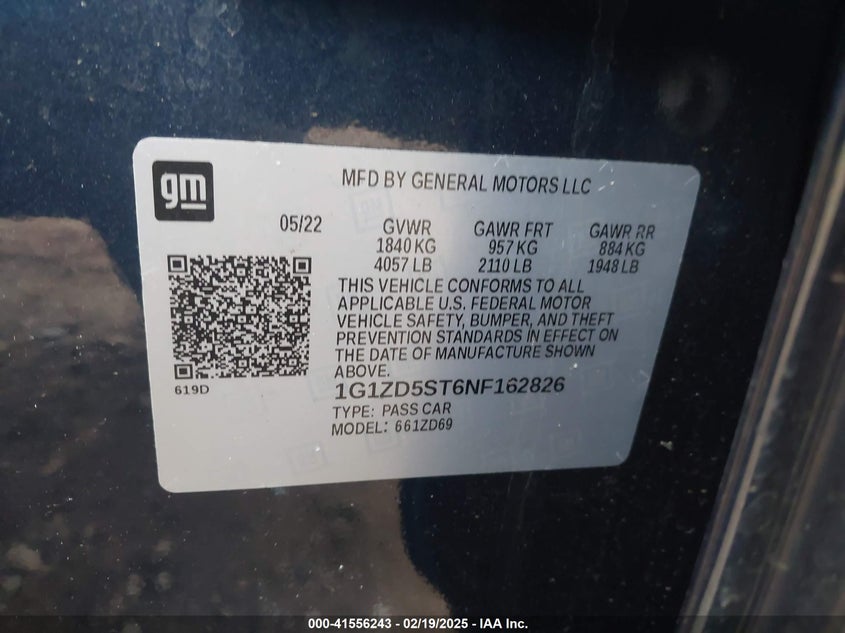 gm
MFD BY GENERAL MOTORS LLC
05/22
GVWR GAWR FRT GAWR RR
1840 KG 957 KG 884 KG
4057 LB 2110 LB 1948 LB
THIS VEHICLE CONFORMS TO ALL
APPLICABLE U.S. FEDERAL MOTOR
VEHICLE SAFETY, BUMPER, AND THEFT
PREVENTION STANDARDS IN EFFECT ON
THE DATE OF MANUFACTURE SHOWN
ABOVE.
619D
1G1ZD5ST6NF162826
TYPE: PASS CAR
MODEL: 661ZD69
000-41556243 - 02/19/2025 - IAA Inc.